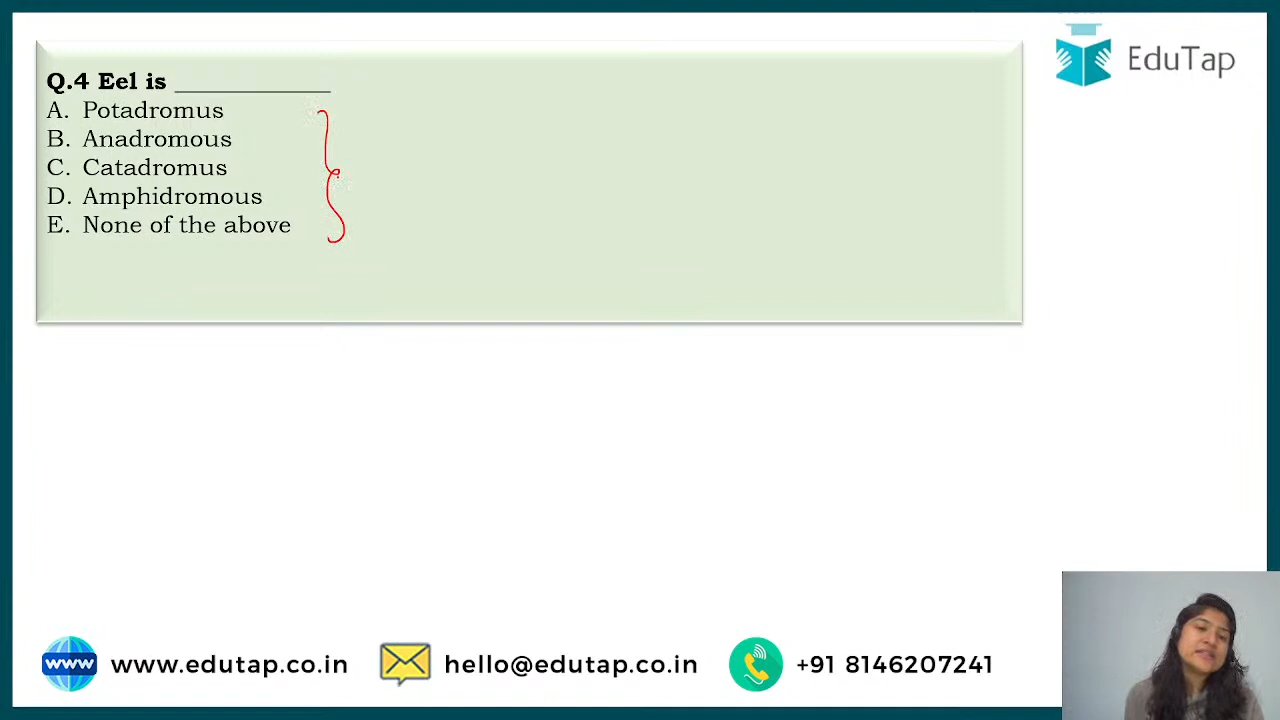 EduTap
Q.4 Eel is ____________
A. Potadromus
B. Anadromous
C. Catadromus
D. Amphidromous
E. None of the above
www www.edutap.co.in hello@edutap.co.in +91 8146207241